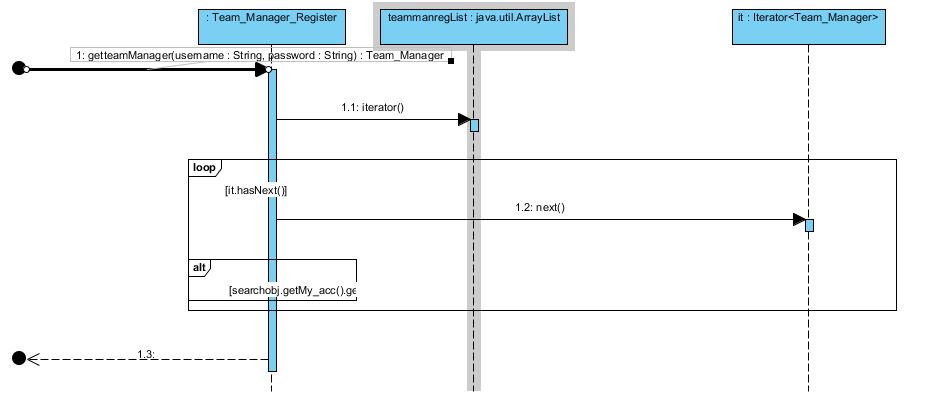 : Team_Manager_Register
teammanregList : java.util.ArrayList
it : Iterator<Team_Manager>
1: getteamManager(username : String, password : String) : Team_Manager
1.1: iterator()
loop
[it.hasNext()]
1.2: next()
alt
[searchobj.getMy_acc().ge
1.3: